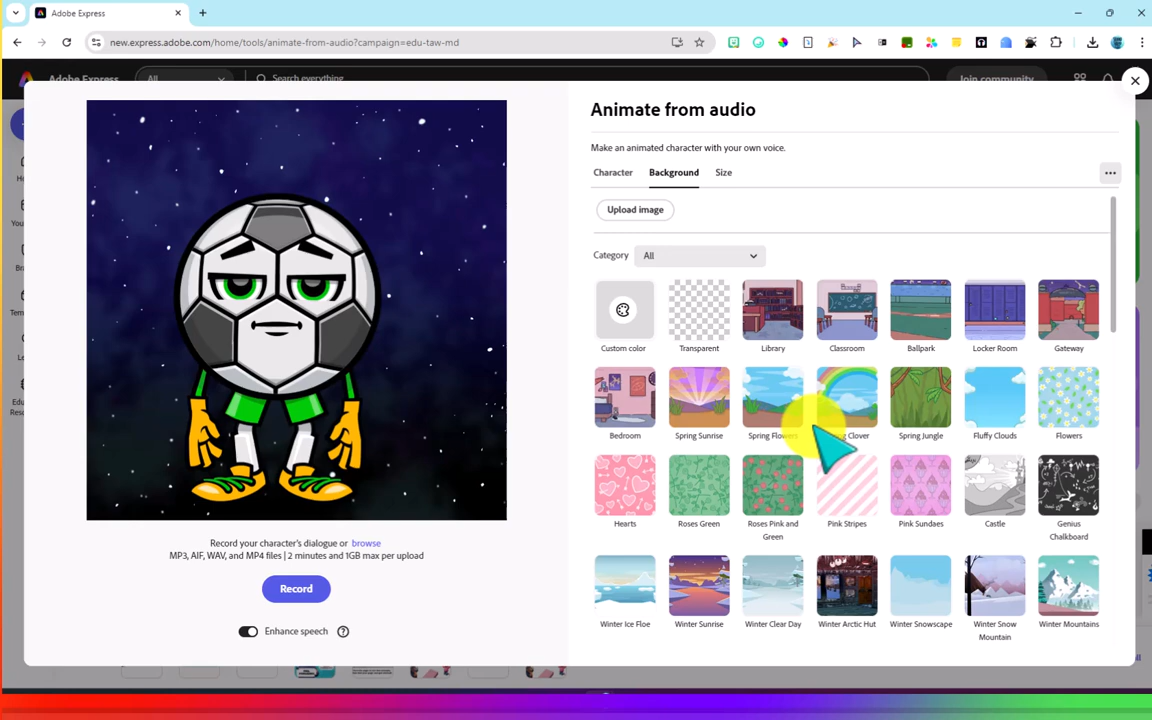 Adobe Express
new.express.adobe.com/home/tools/animate-from-audio?campaign=edu-taw-md
Adobe Express
All
Search everything
Join community
Animate from audio
Make an animated character with your own voice.
Character
Background
Size
Upload image
Category
All
Custom color
Transparent
Library
Classroom
Ballpark
Locker Room
Gateway
Bedroom
Spring Sunrise
Spring Flowers
Clover
Spring Jungle
Fluffy Clouds
Flowers
Hearts
Roses Green
Roses Pink and
Green
Pink Stripes
Pink Sundaes
Castle
Genius
Chalkboard
Winter Ice Floe
Winter Sunrise
Winter Clear Day
Winter Arctic Hut
Winter Snowscape
Winter Snow
Mountain
Winter Mountains
Record your character's dialogue or browse
MP3, AIF, WAV, and MP4 files | 2 minutes and 1GB max per upload
Record
Enhance speech